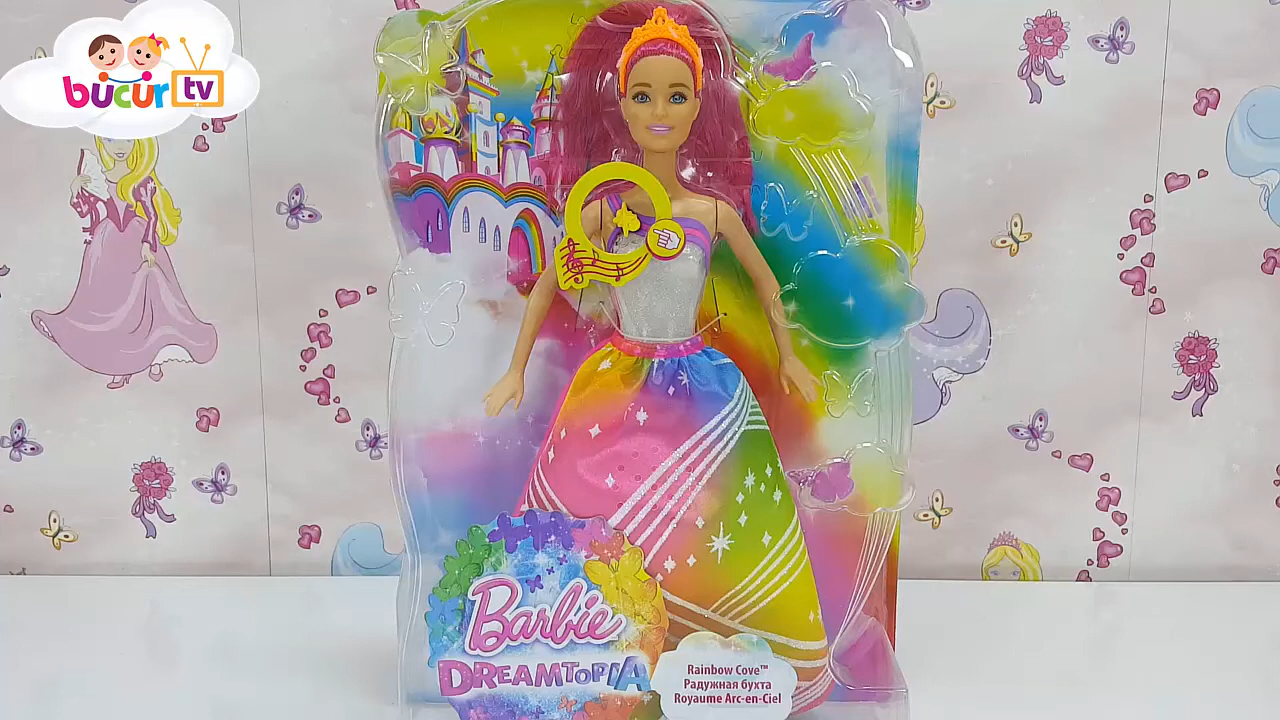 bucur tv
Barbie
DREAMTOPIA
Rainbow Cove™
Радужная бухта
Royaume Arc-en-Ciel